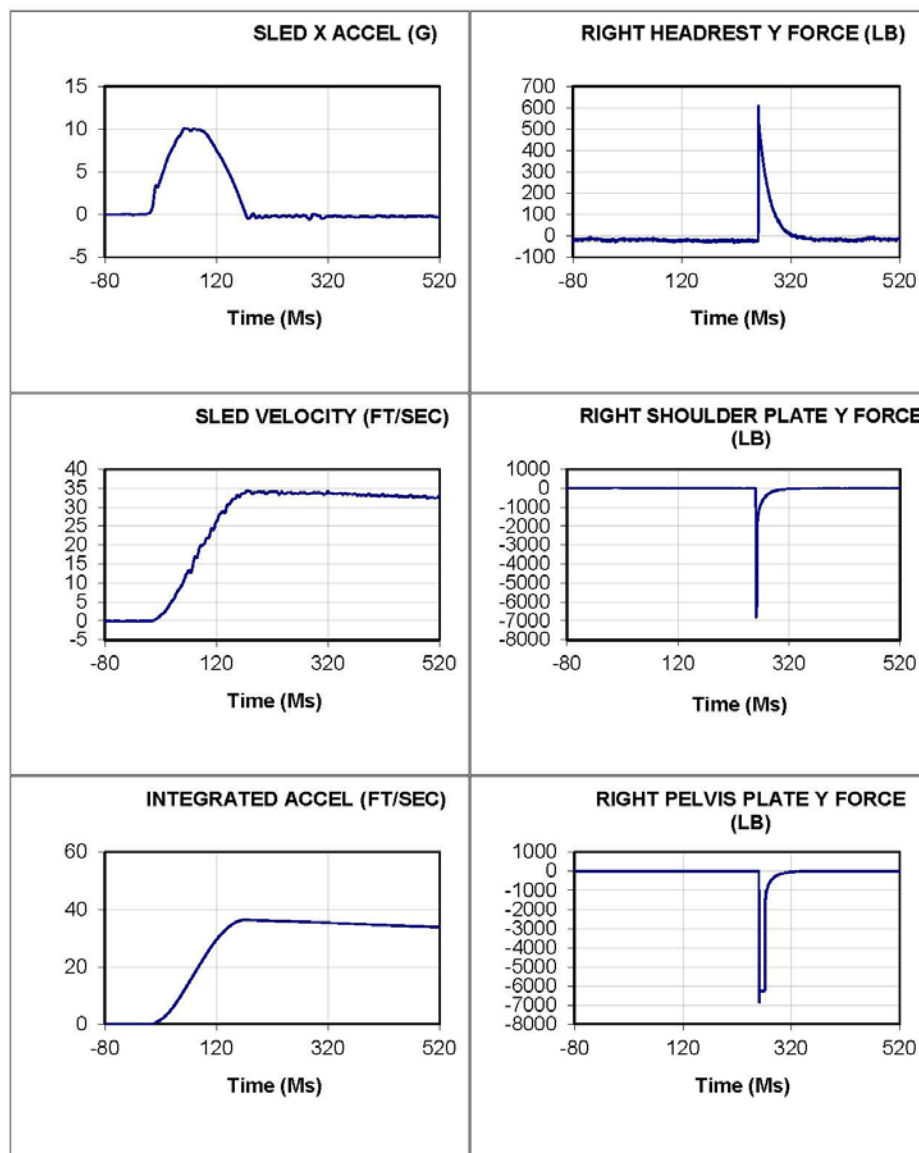 SLED X ACCEL (G)
15
10
5
0
-5
-80 120 320 520
Time (Ms)
RIGHT HEADREST Y FORCE (LB)
700
600
500
400
300
200
100
0
-100
-80 120 320 520
Time (Ms)
SLED VELOCITY (FT/SEC)
40
35
30
25
20
15
10
5
0
-5
-80 120 320 520
Time (Ms)
RIGHT SHOULDER PLATE Y FORCE
(LB)
1000
0
-1000
-2000
-3000
-4000
-5000
-6000
-7000
-8000
-80 120 320 520
Time (Ms)
INTEGRATED ACCEL (FT/SEC)
60
40
20
0
-80 120 320 520
Time (Ms)
RIGHT PELVIS PLATE Y FORCE
(LB)
1000
0
-1000
-2000
-3000
-4000
-5000
-6000
-7000
-8000
-80 120 320 520
Time (Ms)